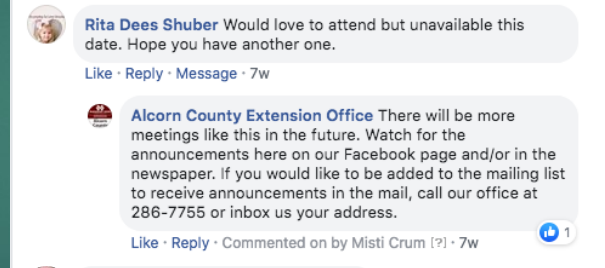 Rita Dees Shuber Would love to attend but unavailable this
date. Hope you have another one.
Like · Reply · Message · 7w
Alcorn County Extension Office There will be more
meetings like this in the future. Watch for the
announcements here on our Facebook page and/or in the
newspaper. If you would like to be added to the mailing list
to receive announcements in the mail, call our office at
286-7755 or inbox us your address.
1
Like · Reply · Commented on by Misti Crum [?] · 7w